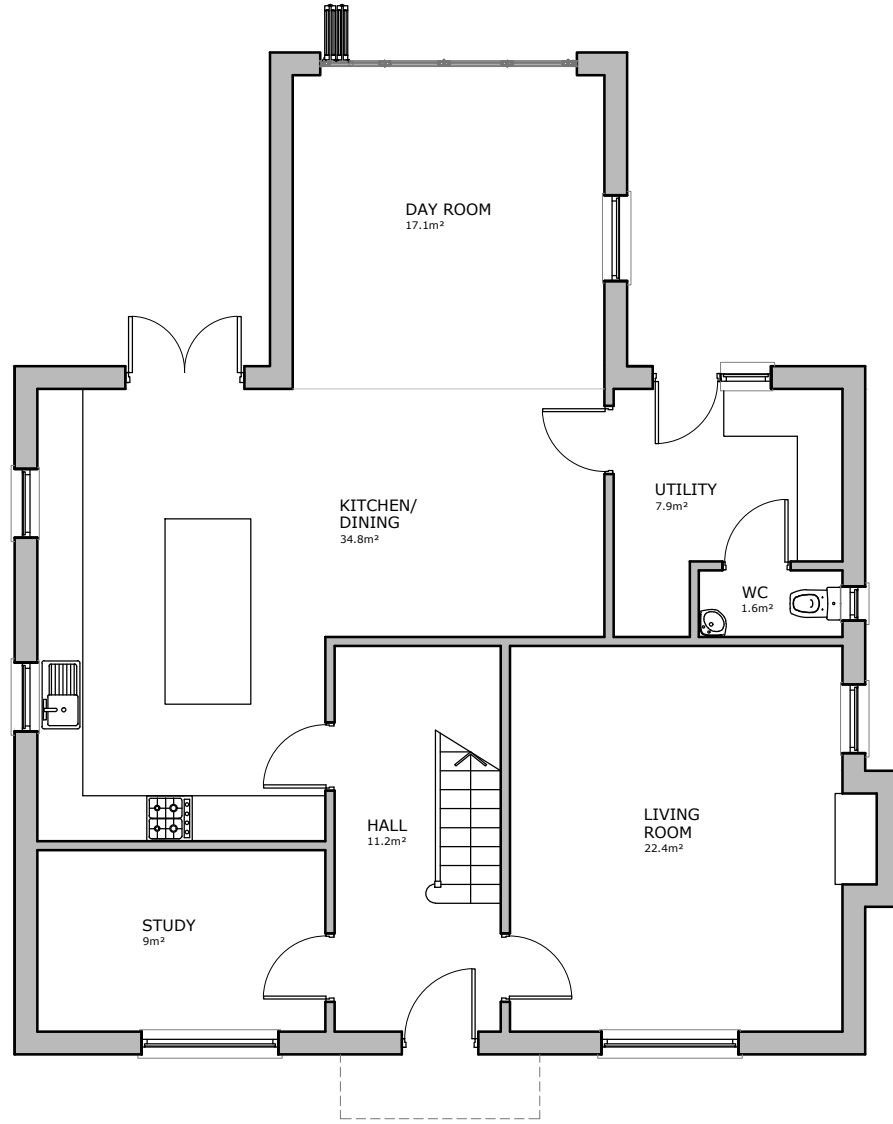 DAY ROOM
17.1m²
KITCHEN/
DINING
34.8m²
UTILITY
7.9m²
WC
1.6m²
HALL
11.2m²
LIVING
ROOM
22.4m²
STUDY
9m²